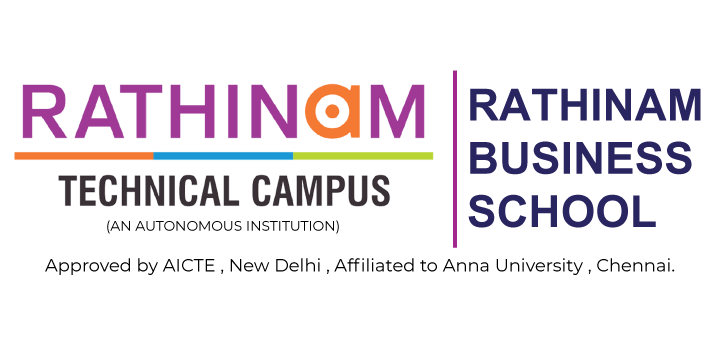 RATHINaM
TECHNICAL CAMPUS
(AN AUTONOMOUS INSTITUTION)
RATHINAM
BUSINESS
SCHOOL
Approved by AICTE , New Delhi , Affiliated to Anna University , Chennai.